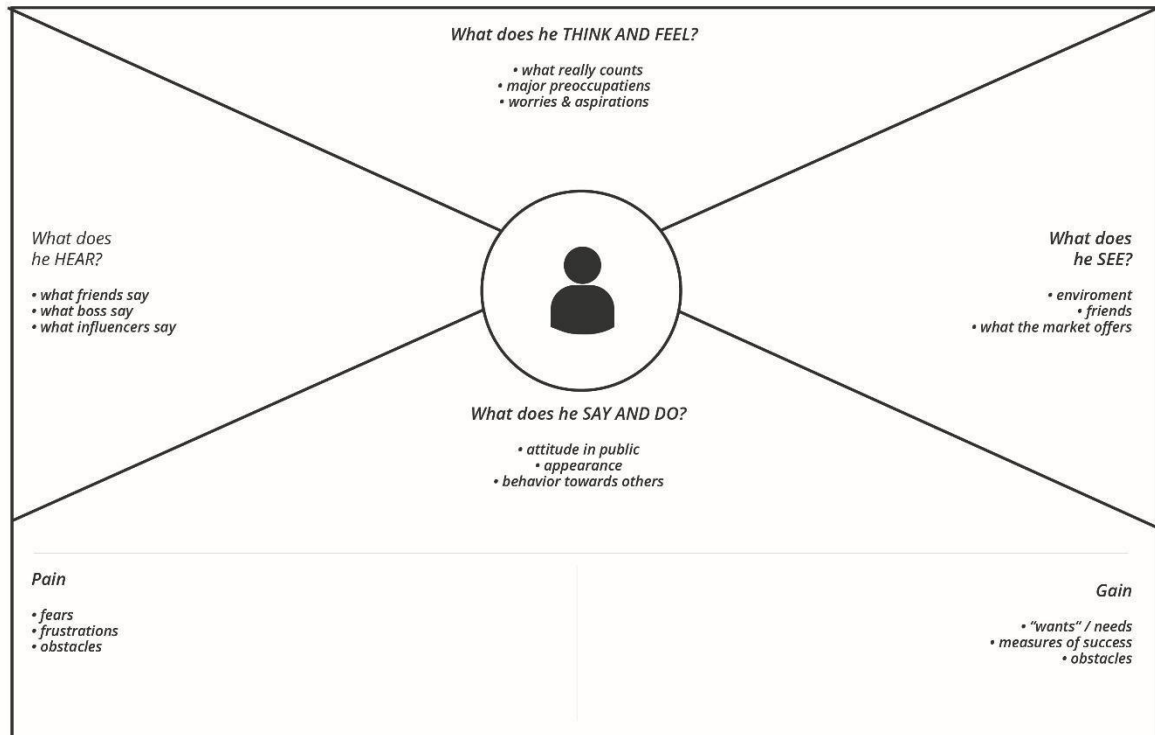 What does he THINK AND FEEL?
• what really counts
• major preoccupatiens
• worries & aspirations
What does
he HEAR?
• what friends say
• what boss say
• what influencers say
What does
he SEE?
• enviroment
• friends
• what the market offers
What does he SAY AND DO?
• attitude in public
• appearance
• behavior towards others
Pain
• fears
• frustrations
• obstacles
Gain
• “wants” / needs
• measures of success
• obstacles